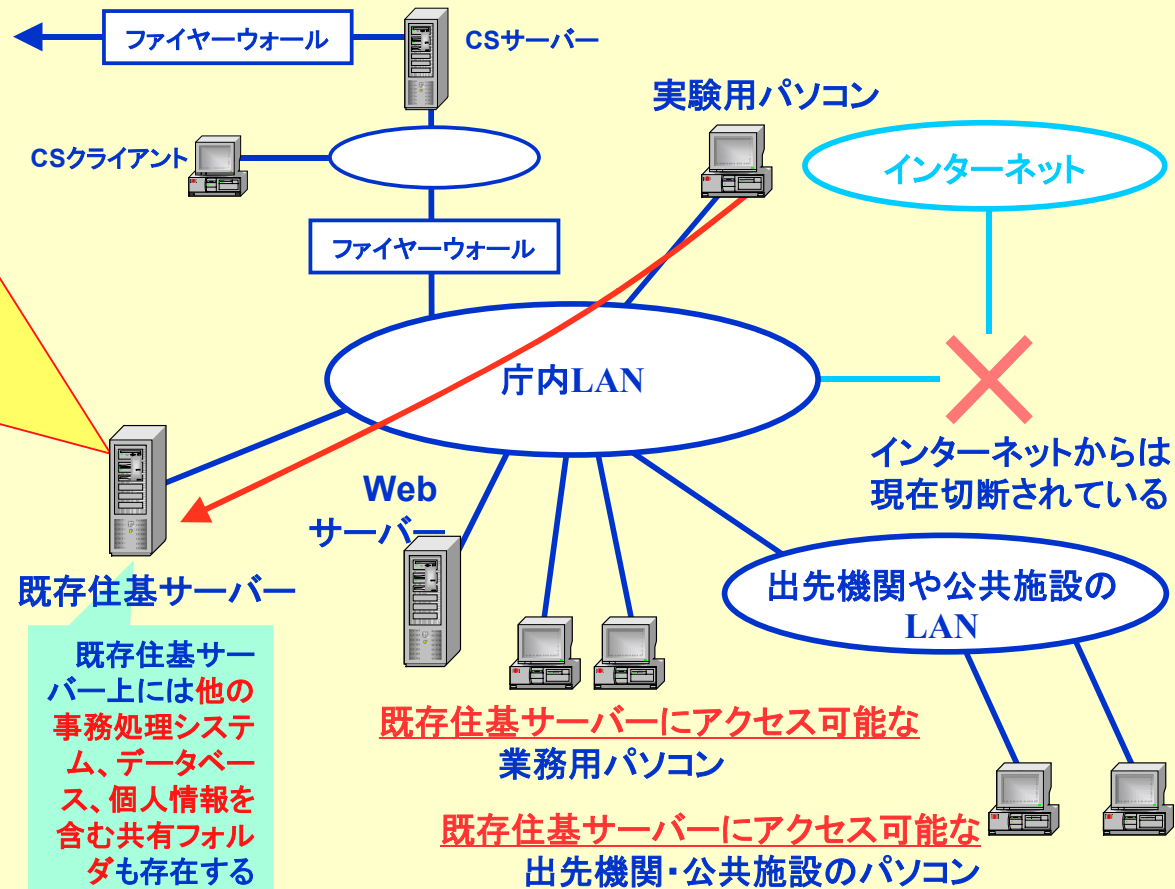 ファイヤーウォール
CSサーバー
実験用パソコン
CSクライアント
インターネット
ファイヤーウォール
庁内LAN
インターネットからは
現在切断されている
Web
サーバー
既存住基サーバー
出先機関や公共施設の
LAN
既存住基サー
バー上には他の
事務処理システ
ム、データベー
ス、個人情報を
含む共有フォル
ダも存在する
既存住基サーバーにアクセス可能な
業務用パソコン
既存住基サーバーにアクセス可能な
出先機関・公共施設のパソコン